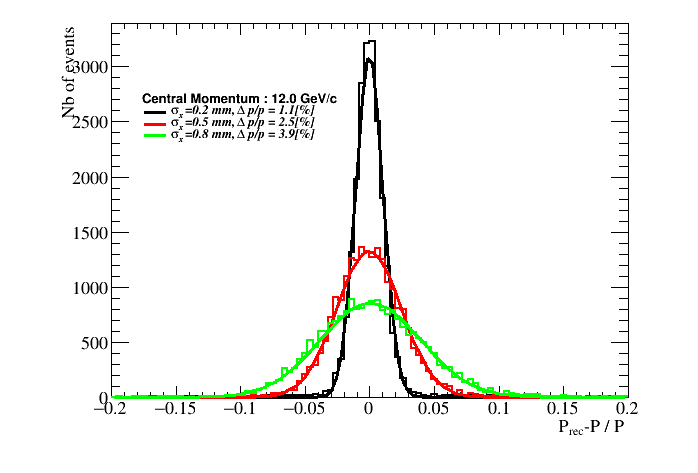 Nb of events
3000
2500
2000
1500
1000
500
0
Central Momentum : 12.0 GeV/c
σx=0.2 mm, Δ p/p = 1.1[%]
σx=0.5 mm, Δ p/p = 2.5[%]
σx=0.8 mm, Δ p/p = 3.9[%]
−0.2 −0.15 −0.1 −0.05 0 0.05 0.1 0.15 0.2
Prec-P / P